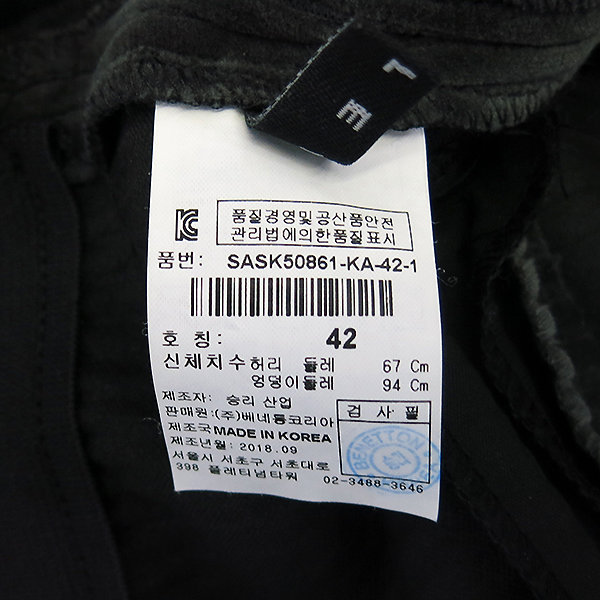 KC
품질경영및공산품안전
관리법에의한품질표시
품번: SASK50861-KA-42-1
호 칭: 42
신체치수 허리 둘레 67 Cm
엉덩이둘레 94 Cm
제조자: 승리 산업
판매원:(주)베네통코리아
검 사 필
제조국 MADE IN KOREA
제조년월: 2018.09
서울시 서초구 서초대로
398 플레티넘타워
02-3488-3646
BENETTON